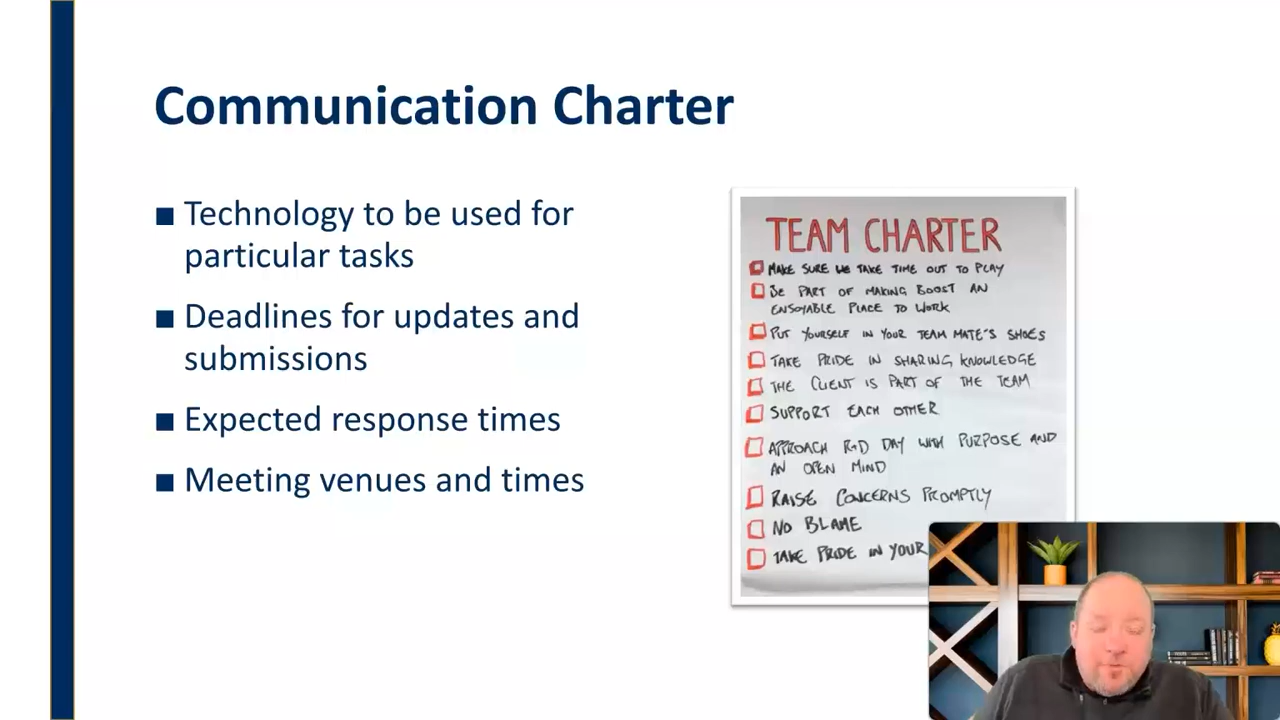 Communication Charter
■ Technology to be used for
particular tasks
■ Deadlines for updates and
submissions
■ Expected response times
■ Meeting venues and times
TEAM CHARTER
MAKE SURE WE TAKE TIME OUT TO PLAY
BE PART OF MAKING BOOST AN
ENJOYABLE PLACE TO WORK
PUT YOURSELF IN YOUR TEAM MATE'S SHOES
TAKE PRIDE IN SHARING KNOWLEDGE
THE CLIENT IS PART OF THE TEAM
SUPPORT EACH OTHER
APPROACH R+D DAY WITH PURPOSE AND
AN OPEN MIND
RAISE CONCERNS PROMPTLY
NO BLAME
TAKE PRIDE IN YOUR